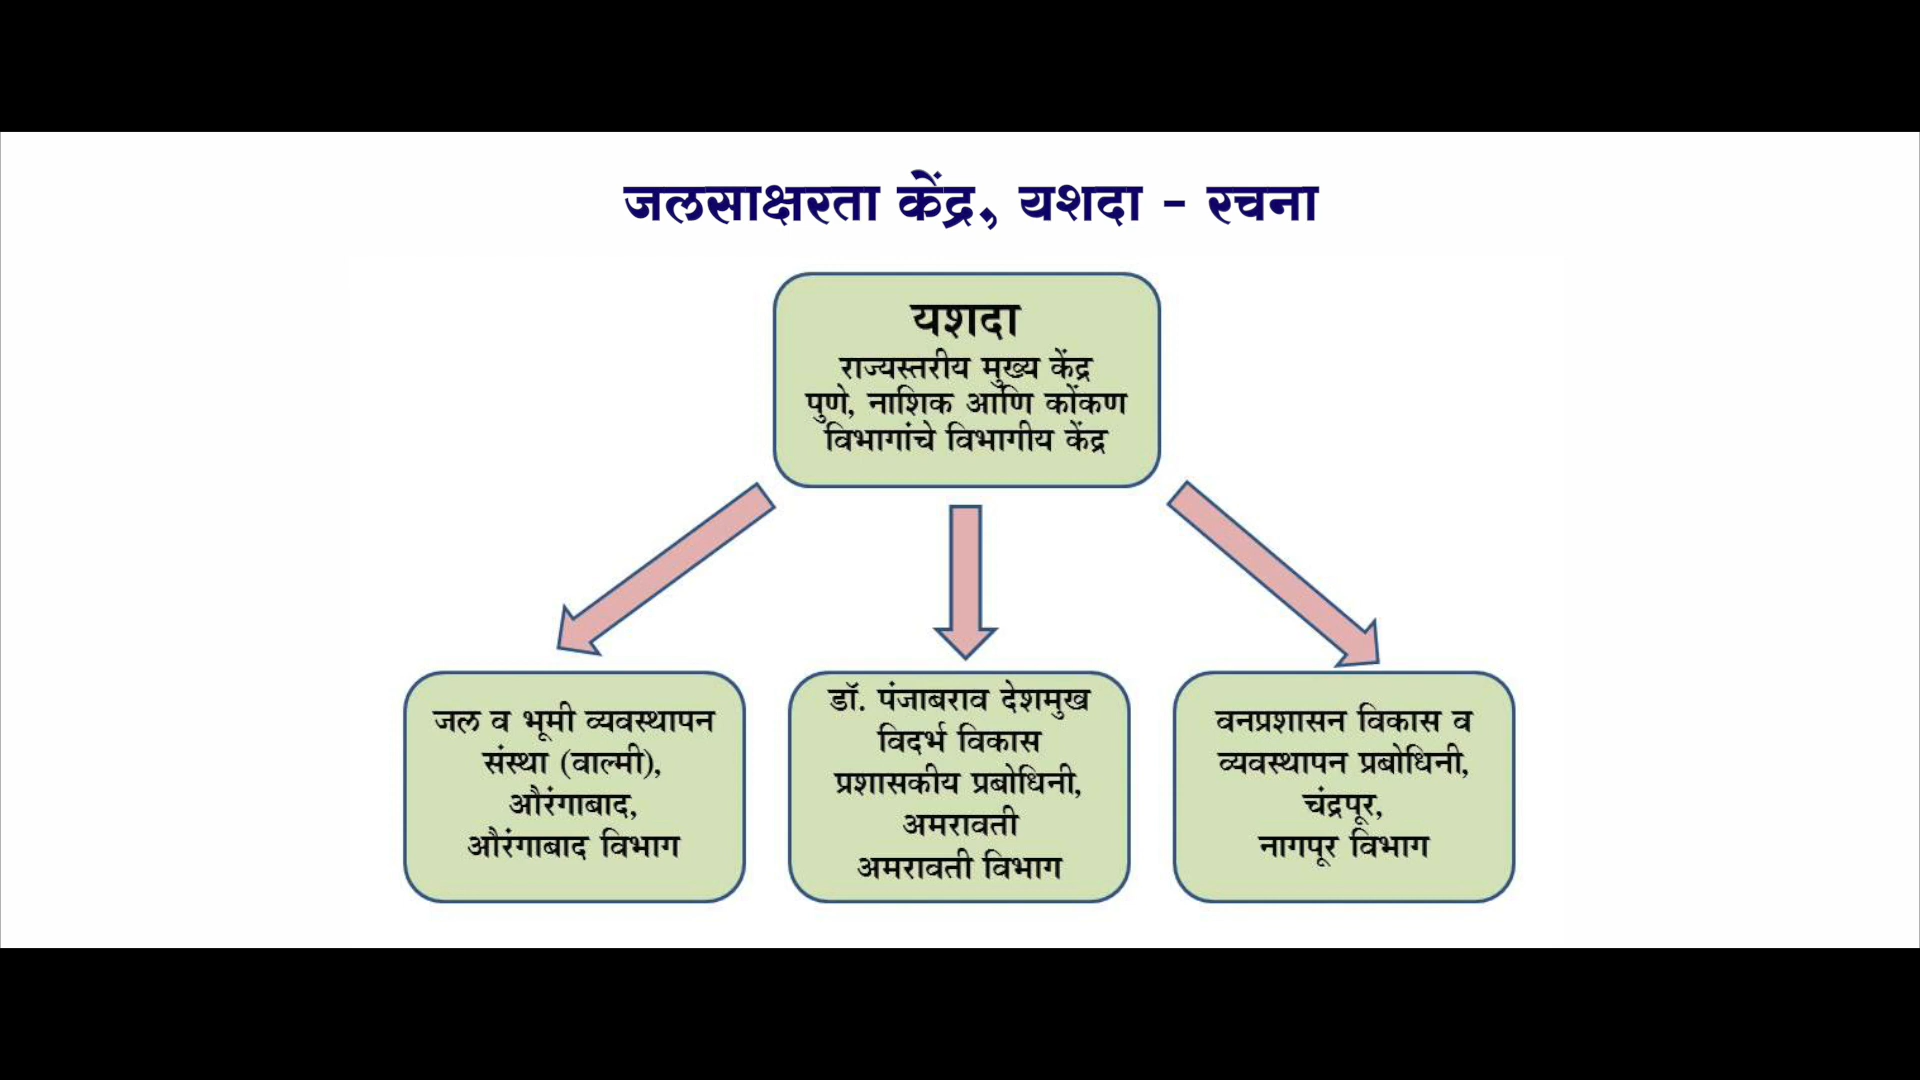 जलसाक्षरता केंद्र, यशदा - रचना
यशदा
राज्यस्तरीय मुख्य केंद्र
पुणे, नाशिक आणि कोंकण
विभागांचे विभागीय केंद्र
जल व भूमी व्यवस्थापन
संस्था (वाल्मी),
औरंगाबाद,
औरंगाबाद विभाग
डॉ. पंजाबराव देशमुख
विदर्भ विकास
प्रशासकीय प्रबोधिनी,
अमरावती
अमरावती विभाग
वनप्रशासन विकास व
व्यवस्थापन प्रबोधिनी,
चंद्रपूर,
नागपूर विभाग